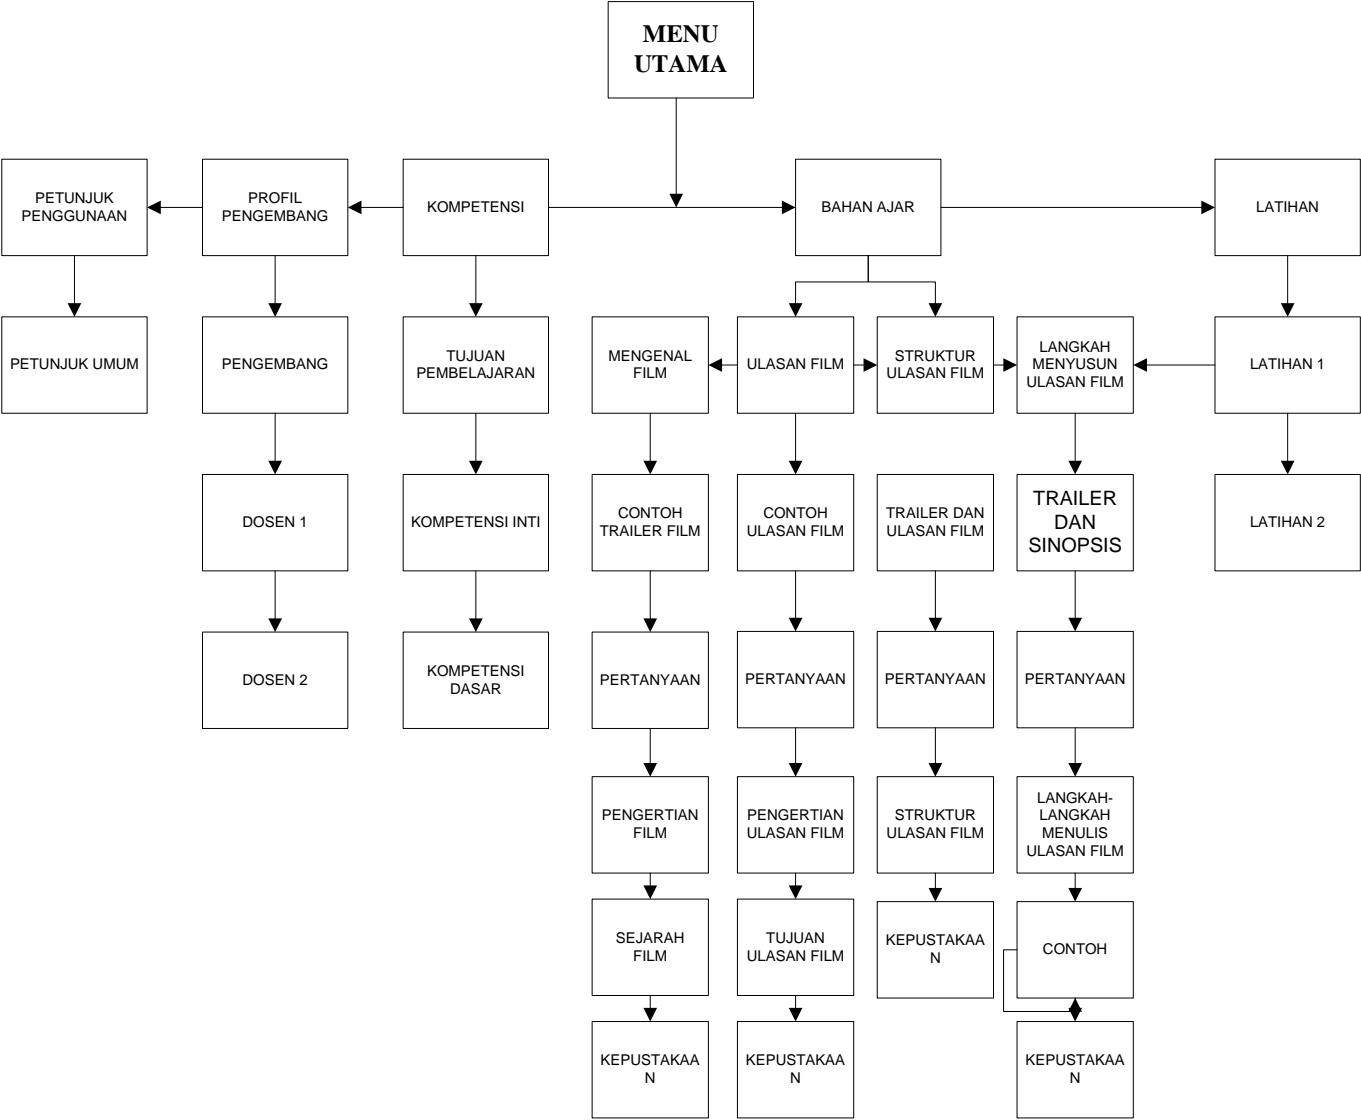 MENU
UTAMA
PETUNJUK
PENGGUNAAN
PROFIL
PENGEMBANG
KOMPETENSI
BAHAN AJAR
LATIHAN
PETUNJUK UMUM
PENGEMBANG
TUJUAN
PEMBELAJARAN
MENGENAL
FILM
ULASAN FILM
STRUKTUR
ULASAN FILM
LANGKAH
MENYUSUN
ULASAN FILM
LATIHAN 1
DOSEN 1
KOMPETENSI INTI
CONTOH
TRAILER FILM
CONTOH
ULASAN FILM
TRAILER DAN
ULASAN FILM
TRAILER
DAN
SINOPSIS
LATIHAN 2
DOSEN 2
KOMPETENSI
DASAR
PERTANYAAN
PERTANYAAN
PERTANYAAN
PERTANYAAN
PENGERTIAN
FILM
PENGERTIAN
ULASAN FILM
STRUKTUR
ULASAN FILM
LANGKAH-
LANGKAH
MENULIS
ULASAN FILM
SEJARAH
FILM
TUJUAN
ULASAN FILM
KEPUSTAKAA
N
CONTOH
KEPUSTAKAA
N
KEPUSTAKAA
N
KEPUSTAKAA
N